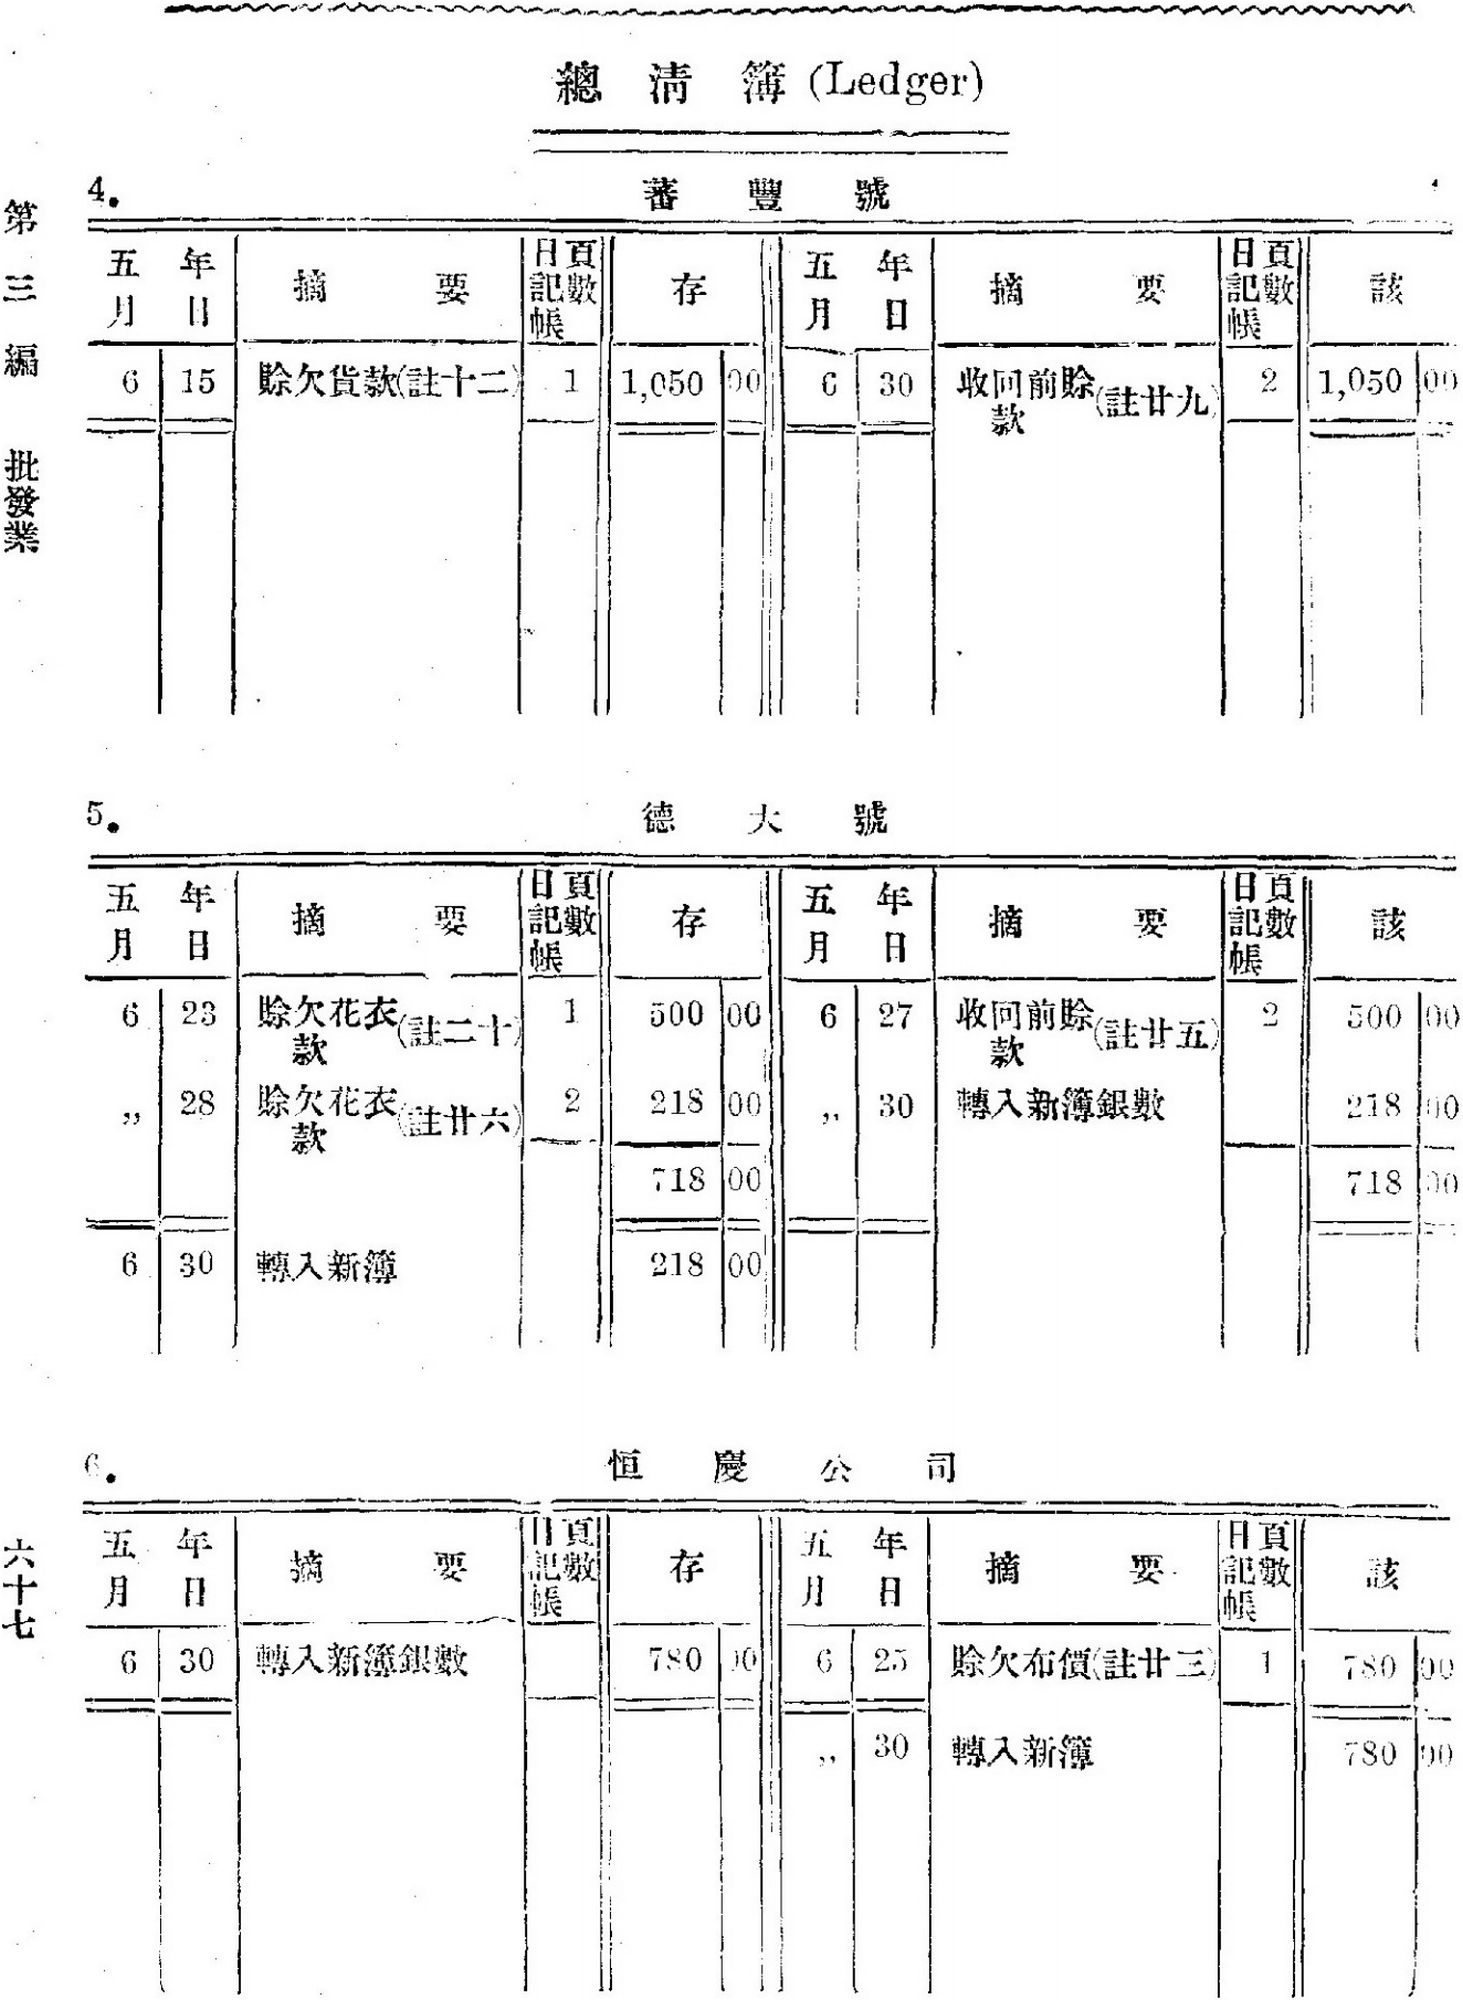 總清簿(Ledger)
第三編 批發業
4. 蕃豐號
五年 月日 摘要 日記帳頁數 存 五年 月日 摘要 日記帳頁數 該
6 15 賒欠貨款(註十二) 1 1,050 00 6 30 收回前賒款(註廿九) 2 1,050 00
5. 德大號
五年 月日 摘要 日記帳頁數 存 五年 月日 摘要 日記帳頁數 該
6 23 賒欠花衣款(註二十) 1 500 00 6 27 收回前賒款(註廿五) 2 500 00
,, 28 賒欠花衣款(註廿六) 2 218 00 ,, 30 轉入新簿銀數 218 00
718 00 718 00
6 30 轉入新簿 218 00
6. 恒慶公司
五年 月日 摘要 日記帳頁數 存 五年 月日 摘要 日記帳頁數 該
6 30 轉入新簿銀數 780 00 6 25 賒欠布價(註廿三) 1 780 00
,, 30 轉入新簿 780 00
六十七